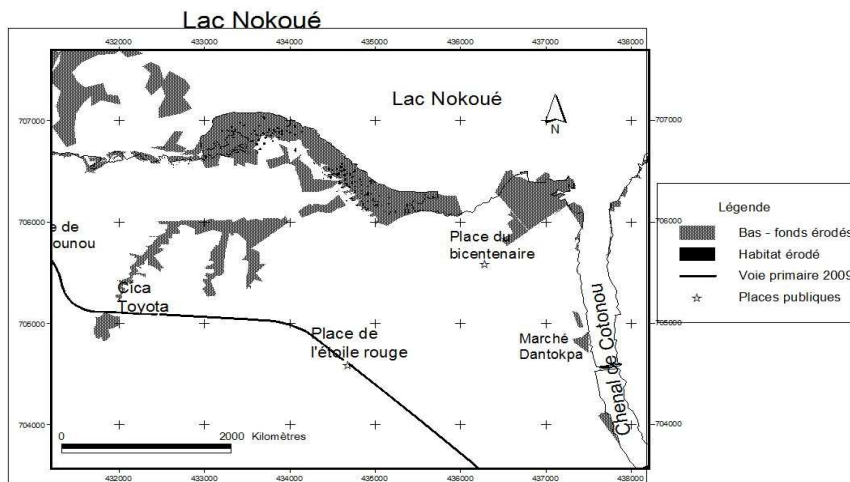 Lac Nokoué
432000 433000 434000 435000 436000 437000 438000
Lac Nokoué
N
707000 707000
706000 706000
705000 705000
704000 704000
e de
ounou
Cica
Toyota
Place de
l'étoile rouge
Place du
bicentenaire
Marché
Dantokpa
Chenal de Cotonou
0 2000 Kilomètres
432000 433000 434000 435000 436000 437000 438000
Légende
Bas - fonds érodés
Habitat érodé
Voie primaire 2009
Places publiques